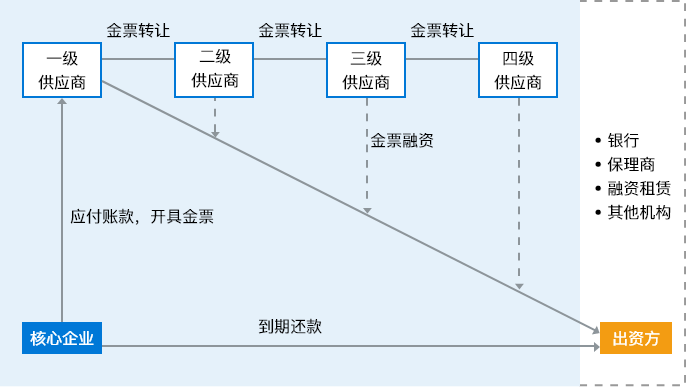 金票转让
金票转让
金票转让
一级
供应商
二级
供应商
三级
供应商
四级
供应商
金票融资
• 银行
• 保理商
• 融资租赁
• 其他机构
应付账款，开具金票
到期还款
核心企业
出资方